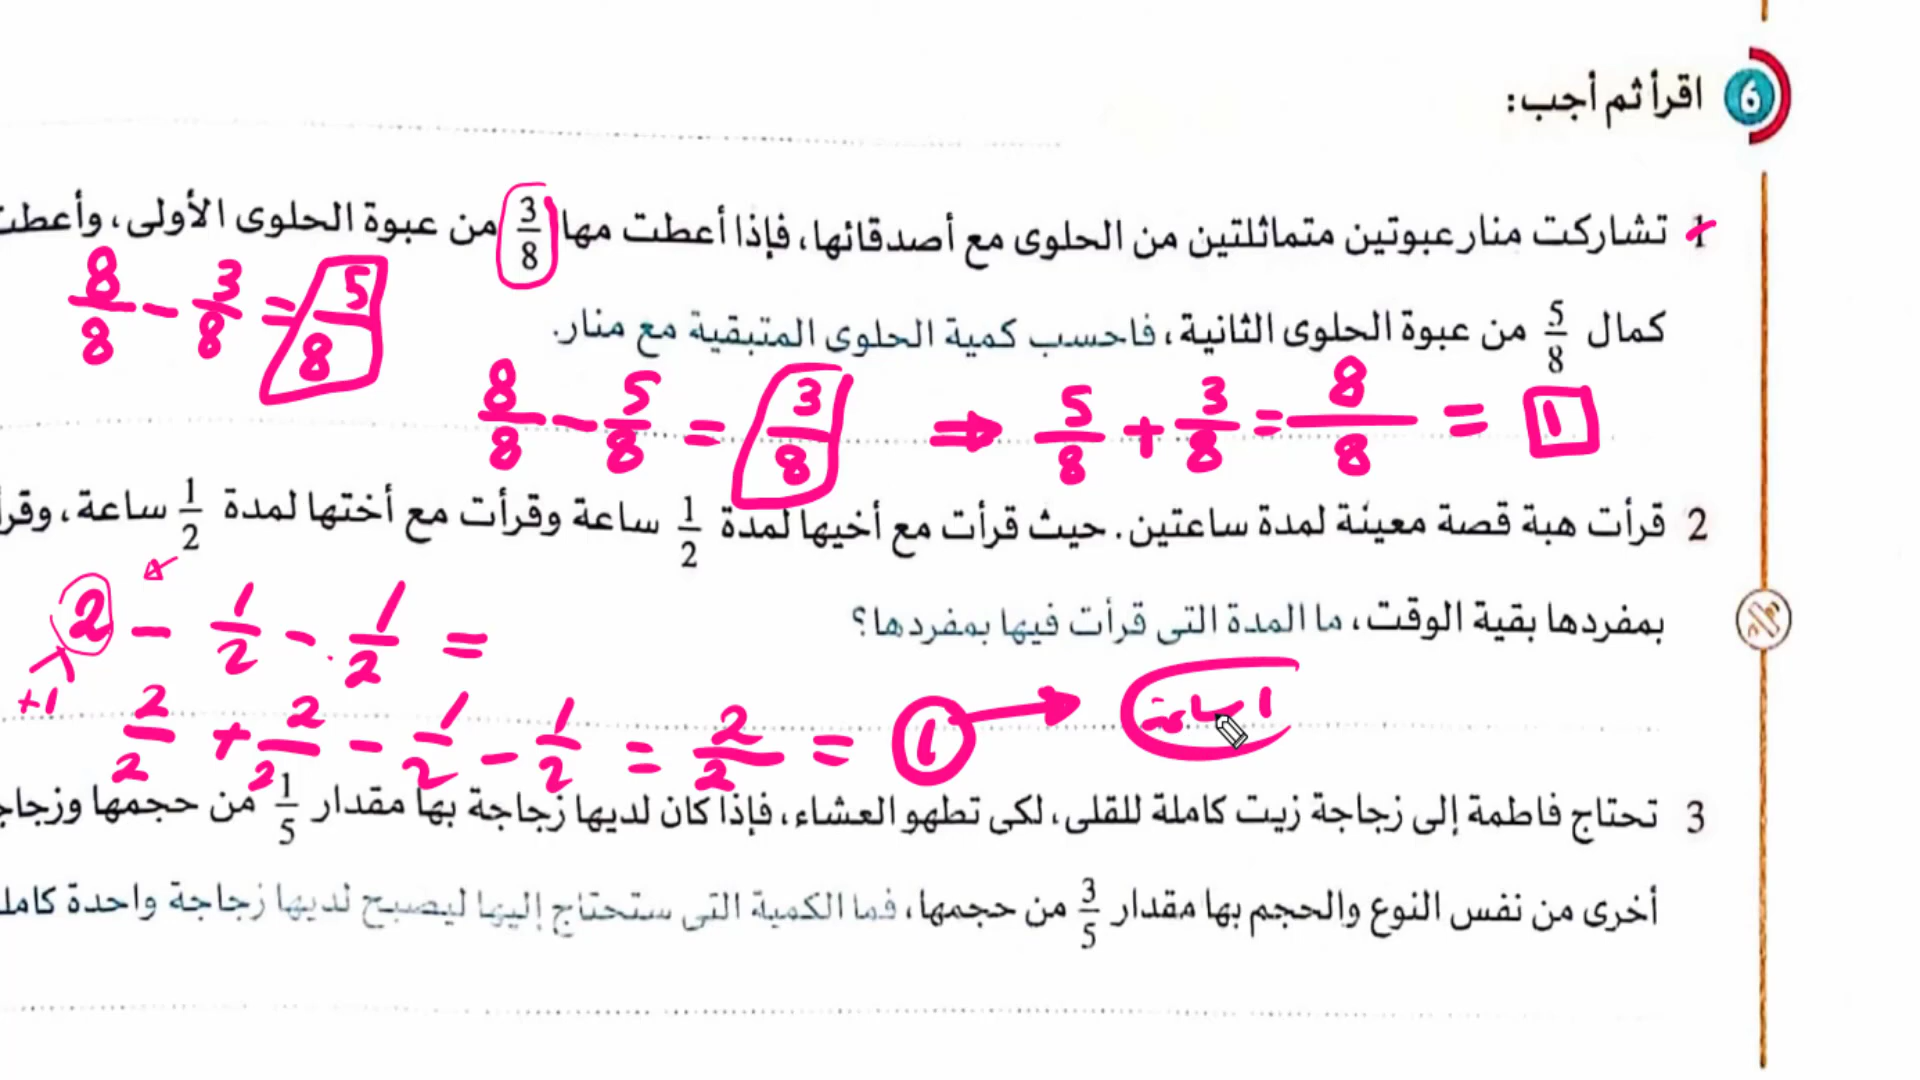 6 اقرأ ثم أجب:
1 تشاركت منار عبوتين متماثلتين من الحلوى مع أصدقائها، فإذا أعطت مها 3/8 من عبوة الحلوى الأولى، وأعطت
8/8 - 3/8 = 5/8
كمال 5/8 من عبوة الحلوى الثانية، فاحسب كمية الحلوى المتبقية مع منار.
8/8 - 5/8 = 3/8 ⇒ 5/8 + 3/8 = 8/8 = 1
2 قرأت هبة قصة معينة لمدة ساعتين. حيث قرأت مع أخيها لمدة 1/2 ساعة وقرأت مع أختها لمدة 1/2 ساعة، وقرأ
2 - 1/2 - 1/2 =
بمفردها بقية الوقت، ما المدة التى قرأت فيها بمفردها؟
+1
2/2 + 2/2 - 1/2 - 1/2 = 2/2 = 1 → 1 ساعة
3 تحتاج فاطمة إلى زجاجة زيت كاملة للقلى، لكى تطهو العشاء، فإذا كان لديها زجاجة بها مقدار 1/5 من حجمها وزجاج
أخرى من نفس النوع والحجم بها مقدار 3/5 من حجمها، فما الكمية التى ستحتاج إليها ليصبح لديها زجاجة واحدة كامل